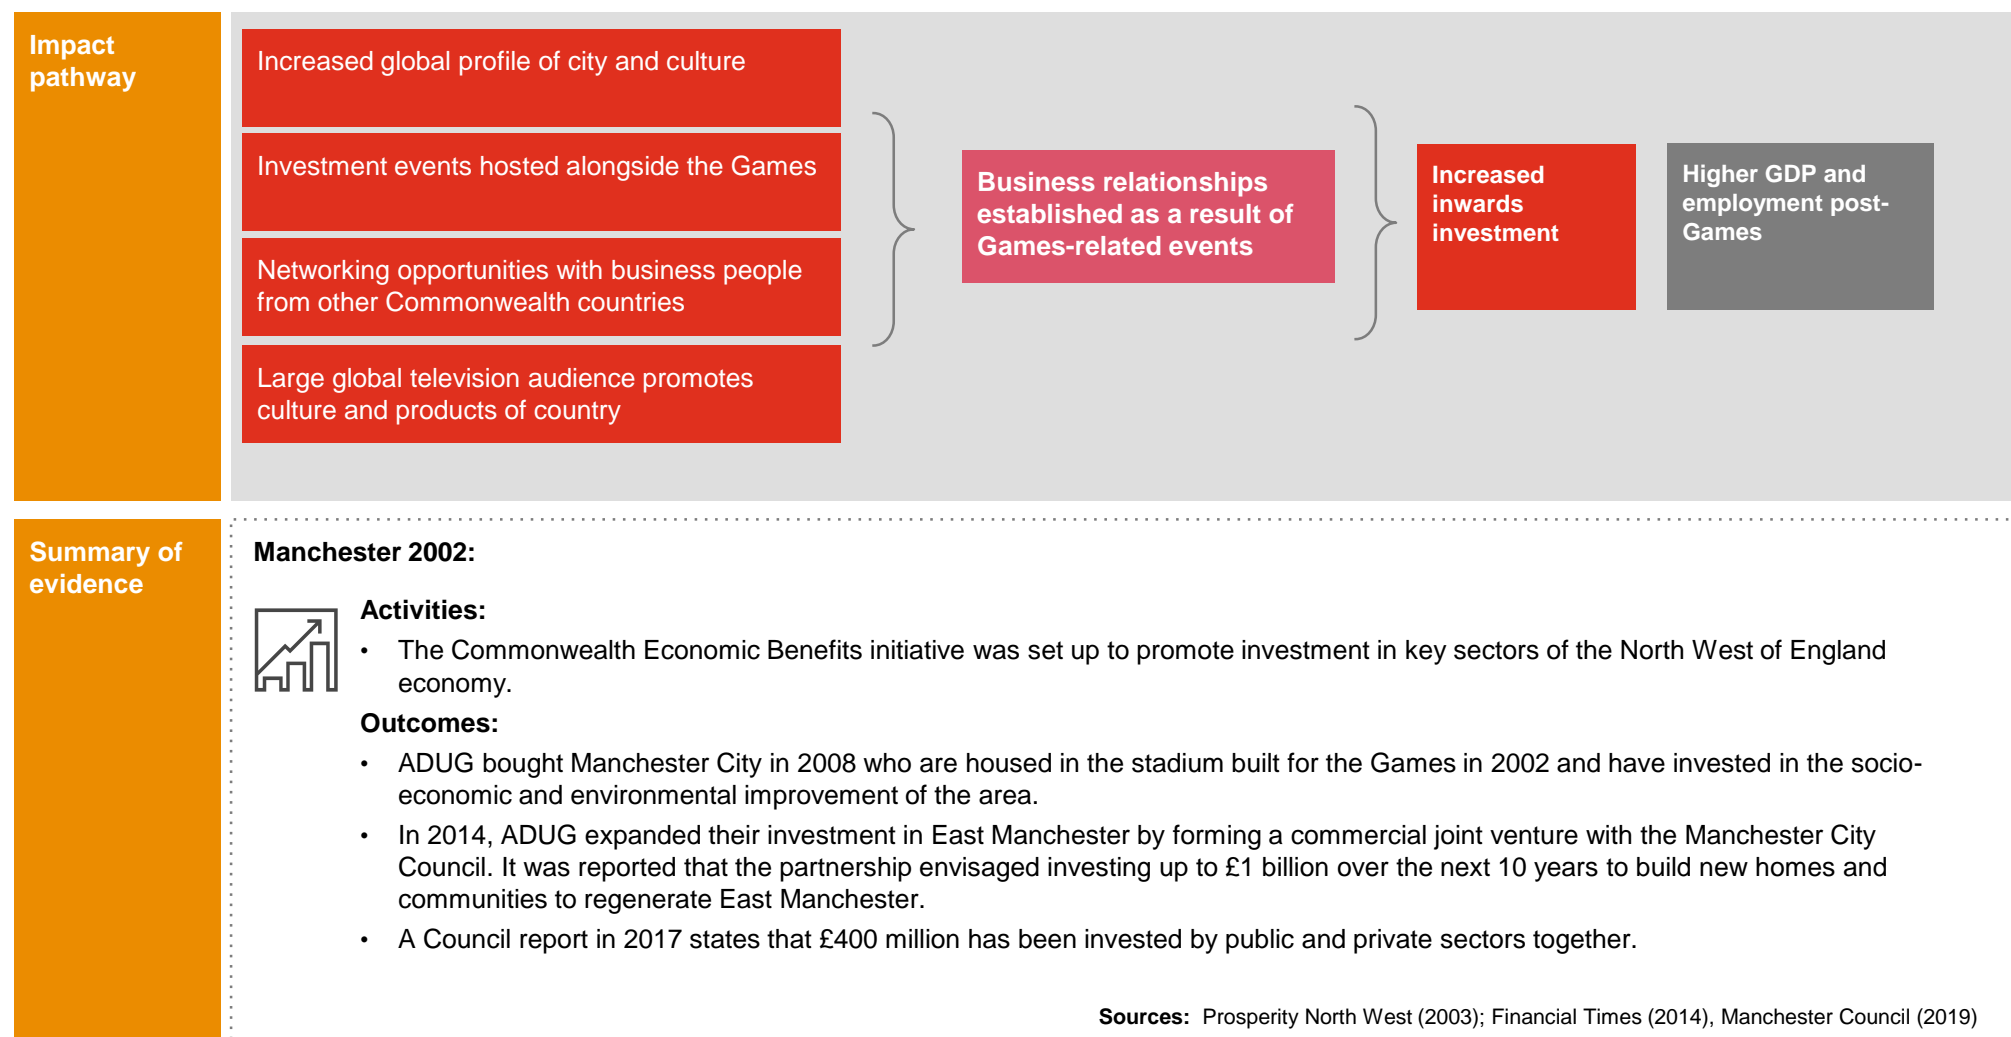 Impact
pathway
Increased global profile of city and culture
Investment events hosted alongside the Games
Networking opportunities with business people
from other Commonwealth countries
Large global television audience promotes
culture and products of country
Business relationships
established as a result of
Games-related events
Increased
inwards
investment
Higher GDP and
employment post-
Games
Summary of
evidence
Manchester 2002:
Activities:
• The Commonwealth Economic Benefits initiative was set up to promote investment in key sectors of the North West of England
economy.
Outcomes:
• ADUG bought Manchester City in 2008 who are housed in the stadium built for the Games in 2002 and have invested in the socio-
economic and environmental improvement of the area.
• In 2014, ADUG expanded their investment in East Manchester by forming a commercial joint venture with the Manchester City
Council. It was reported that the partnership envisaged investing up to £1 billion over the next 10 years to build new homes and
communities to regenerate East Manchester.
• A Council report in 2017 states that £400 million has been invested by public and private sectors together.
Sources: Prosperity North West (2003); Financial Times (2014), Manchester Council (2019)